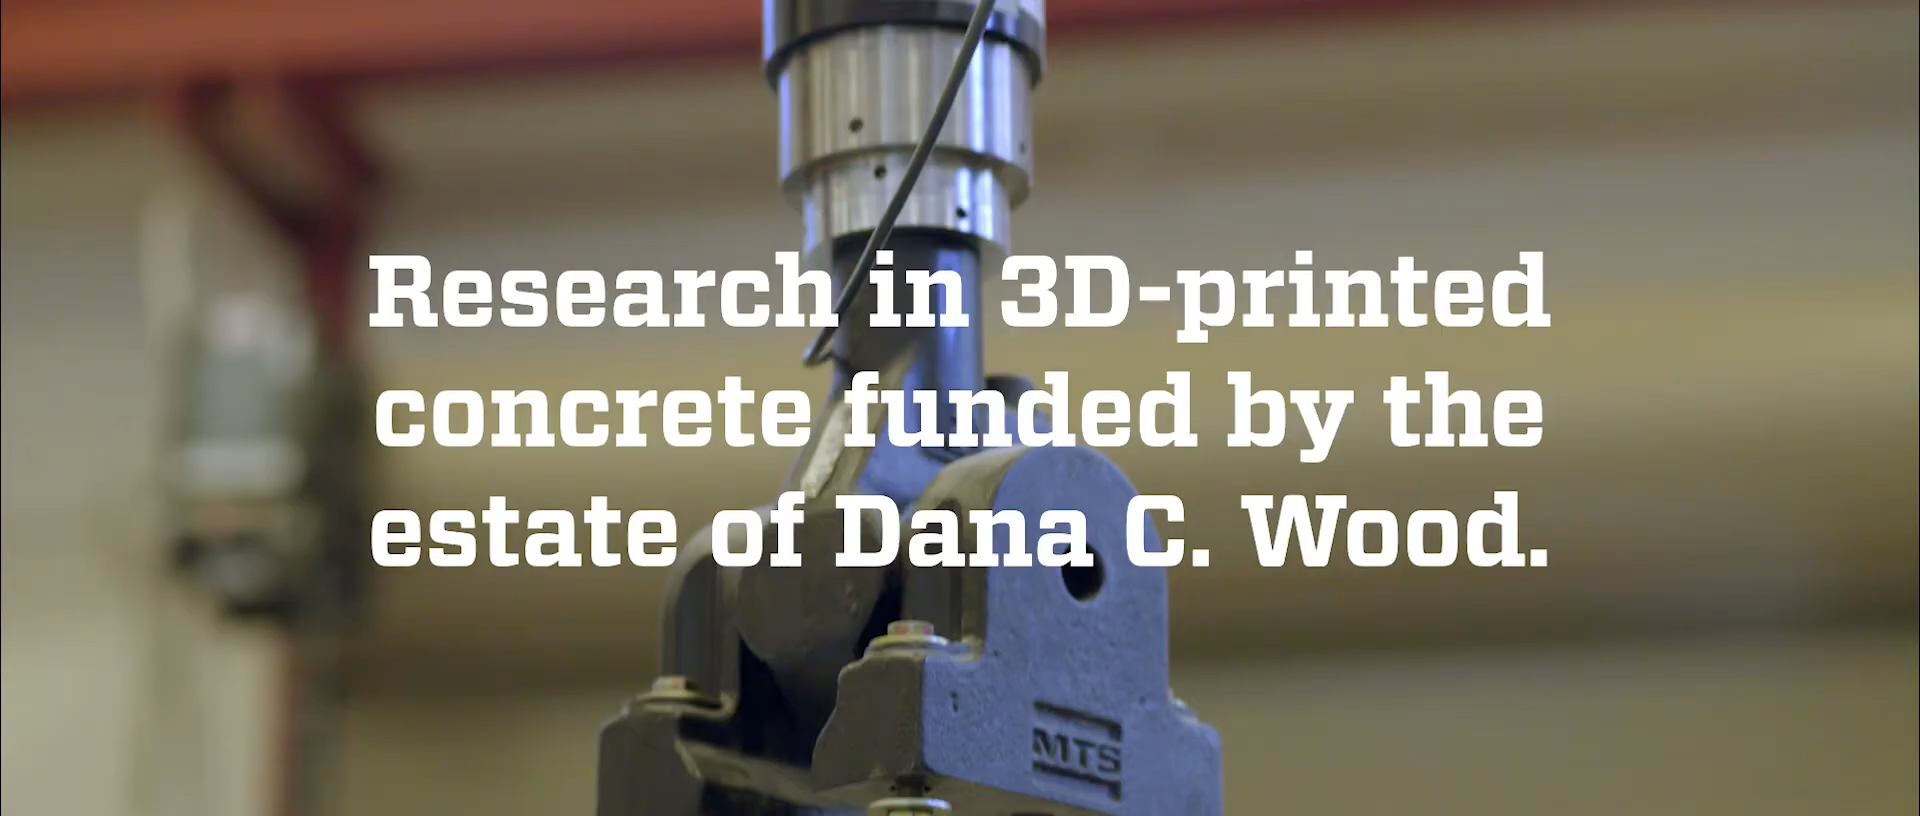 Research in 3D-printed
concrete funded by the
estate of Dana C. Wood.
MTS